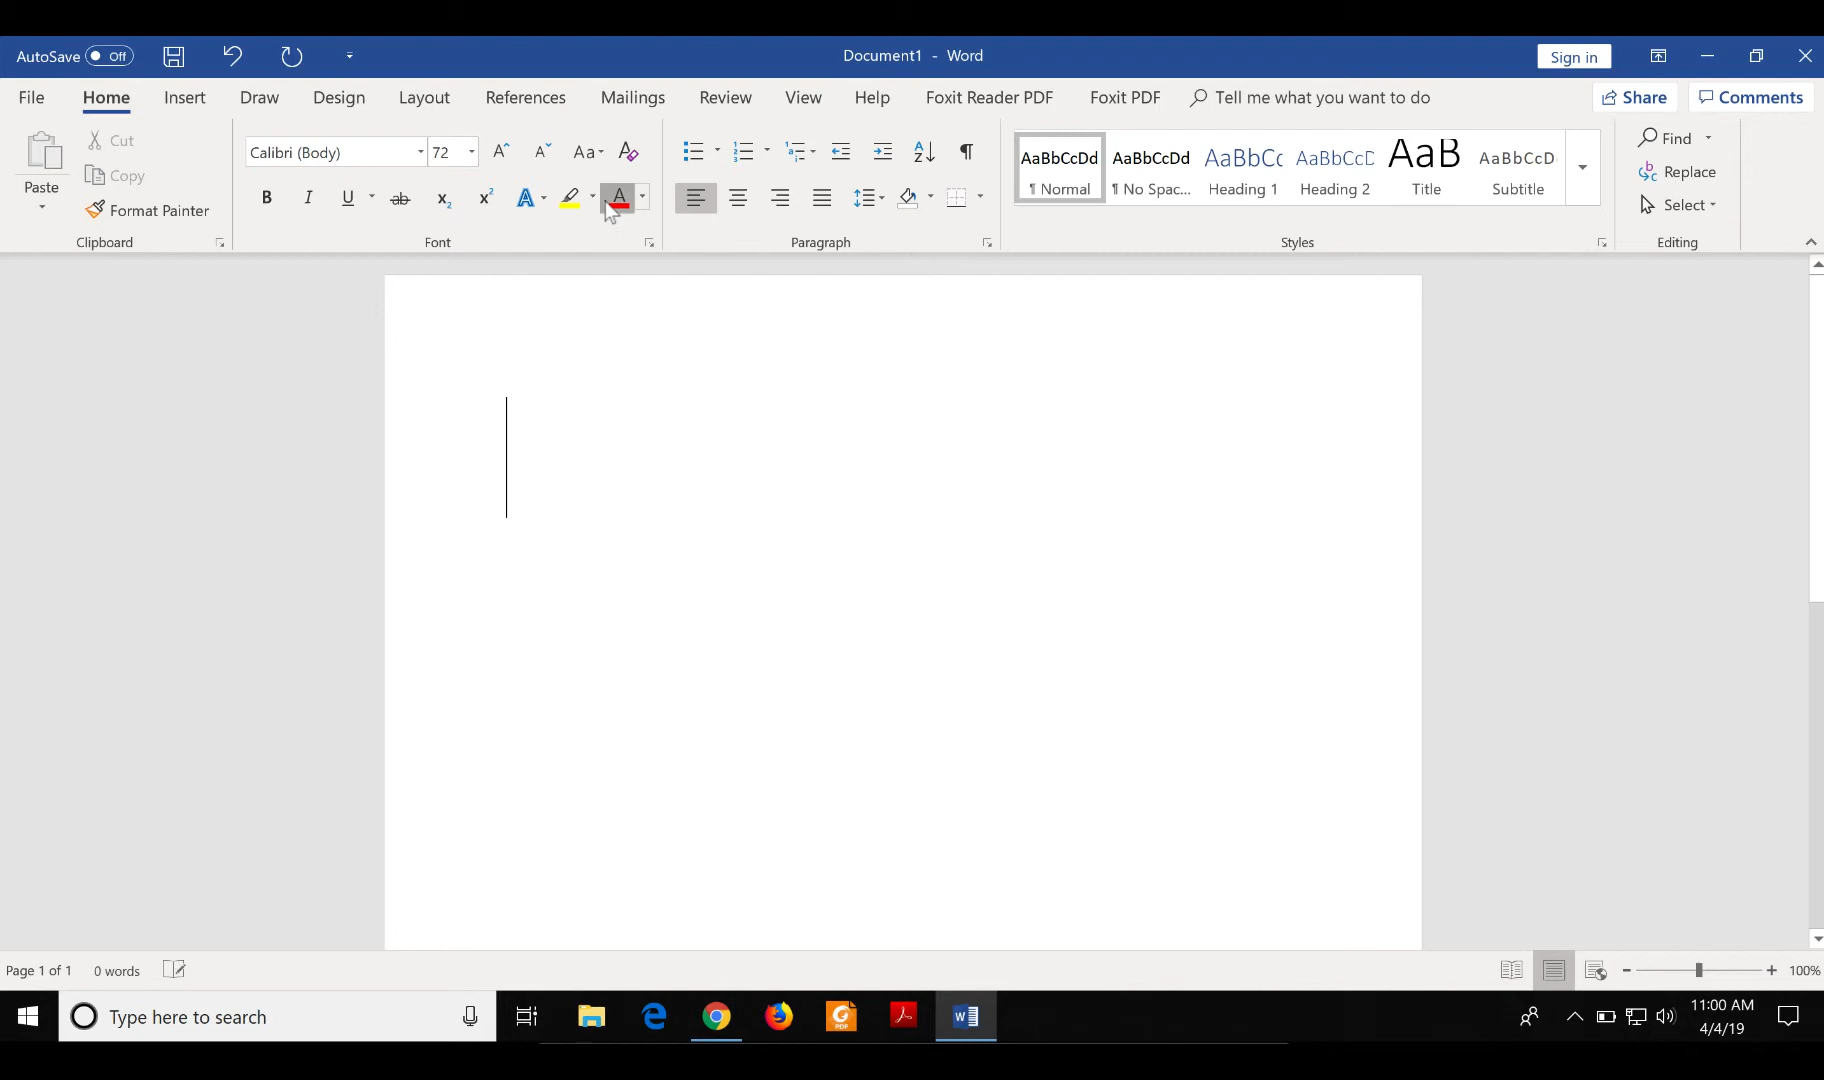 AutoSave Off
Document1 - Word
Sign in
File Home Insert Draw Design Layout References Mailings Review View Help Foxit Reader PDF Foxit PDF Tell me what you want to do Share Comments
Paste
Cut
Copy
Format Painter
Clipboard
Calibri (Body) 72
Aa
B I U ab x₂ x² A A
Font
Paragraph
AaBbCcDd AaBbCcDd AaBbCc AaBbCcD AaB AaBbCcD
¶ Normal ¶ No Spac... Heading 1 Heading 2 Title Subtitle
Styles
Find
Replace
Select
Editing
Page 1 of 1 0 words
100%
Type here to search
11:00 AM
4/4/19